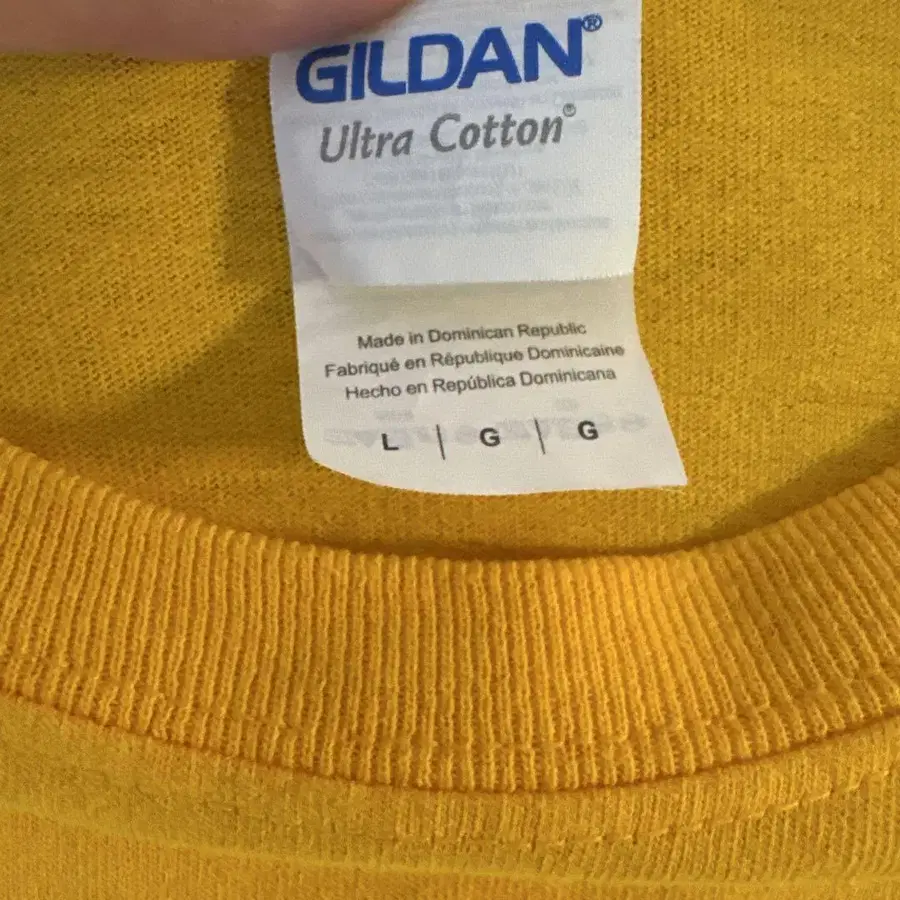 GILDAN®
Ultra Cotton®
Made in Dominican Republic
Fabriqué en République Dominicaine
Hecho en República Dominicana
L | G | G